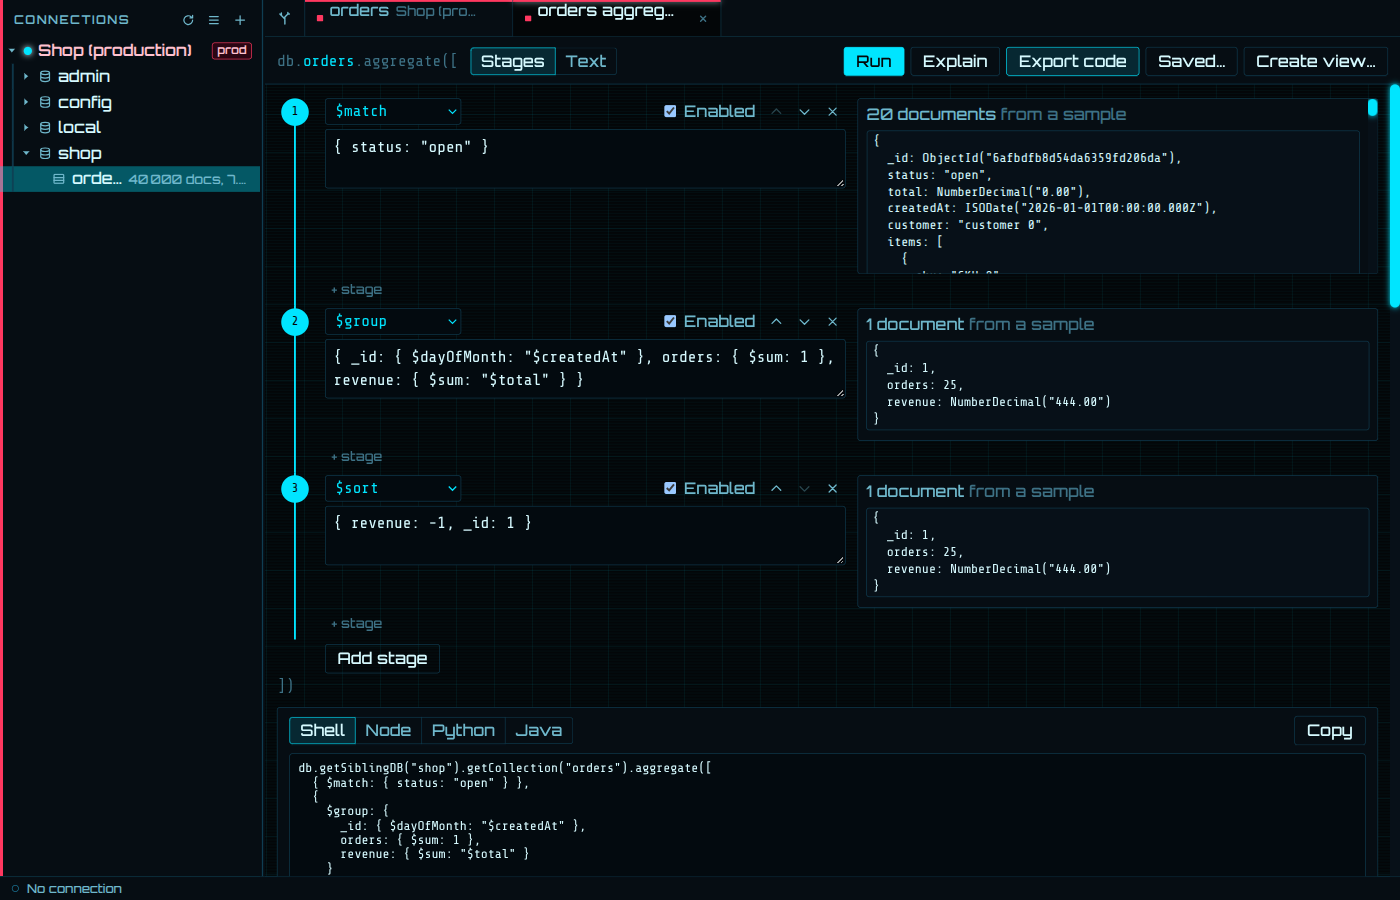 CONNECTIONS
Shop (production) prod
admin
config
local
shop
orde... 40 000 docs, 7....
orders Shop (pro...
orders aggreg...
db.orders.aggregate([ Stages Text Run Explain Export code Saved... Create view...
1 $match Enabled
{ status: "open" }
20 documents from a sample
{
_id: ObjectId("6afbdfb8d54da6359fd206da"),
status: "open",
total: NumberDecimal("0.00"),
createdAt: ISODate("2026-01-01T00:00:00.000Z"),
customer: "customer 0",
items: [
{
+ stage
2 $group Enabled
{ _id: { $dayOfMonth: "$createdAt" }, orders: { $sum: 1 },
revenue: { $sum: "$total" } }
1 document from a sample
{
_id: 1,
orders: 25,
revenue: NumberDecimal("444.00")
}
+ stage
3 $sort Enabled
{ revenue: -1, _id: 1 }
1 document from a sample
{
_id: 1,
orders: 25,
revenue: NumberDecimal("444.00")
}
+ stage
Add stage
])
Shell Node Python Java Copy
db.getSiblingDB("shop").getCollection("orders").aggregate([
{ $match: { status: "open" } },
{
$group: {
_id: { $dayOfMonth: "$createdAt" },
orders: { $sum: 1 },
revenue: { $sum: "$total" }
}
No connection